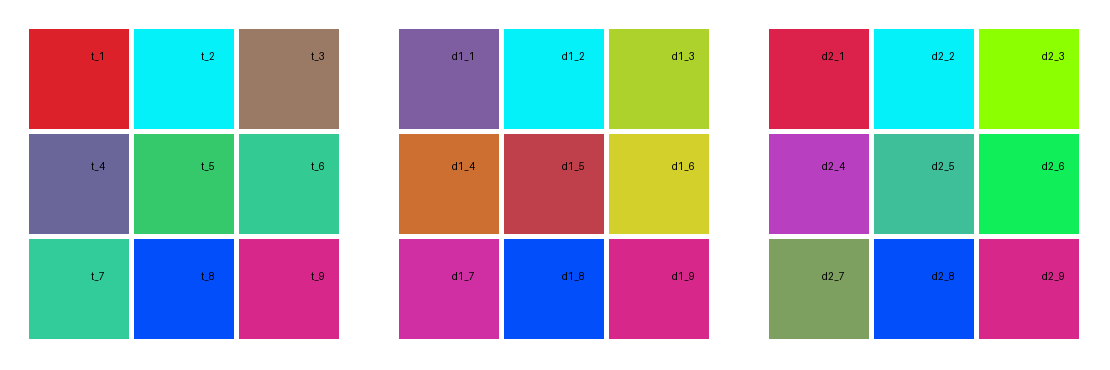 t_1 t_2 t_3 d1_1 d1_2 d1_3 d2_1 d2_2 d2_3
t_4 t_5 t_6 d1_4 d1_5 d1_6 d2_4 d2_5 d2_6
t_7 t_8 t_9 d1_7 d1_8 d1_9 d2_7 d2_8 d2_9